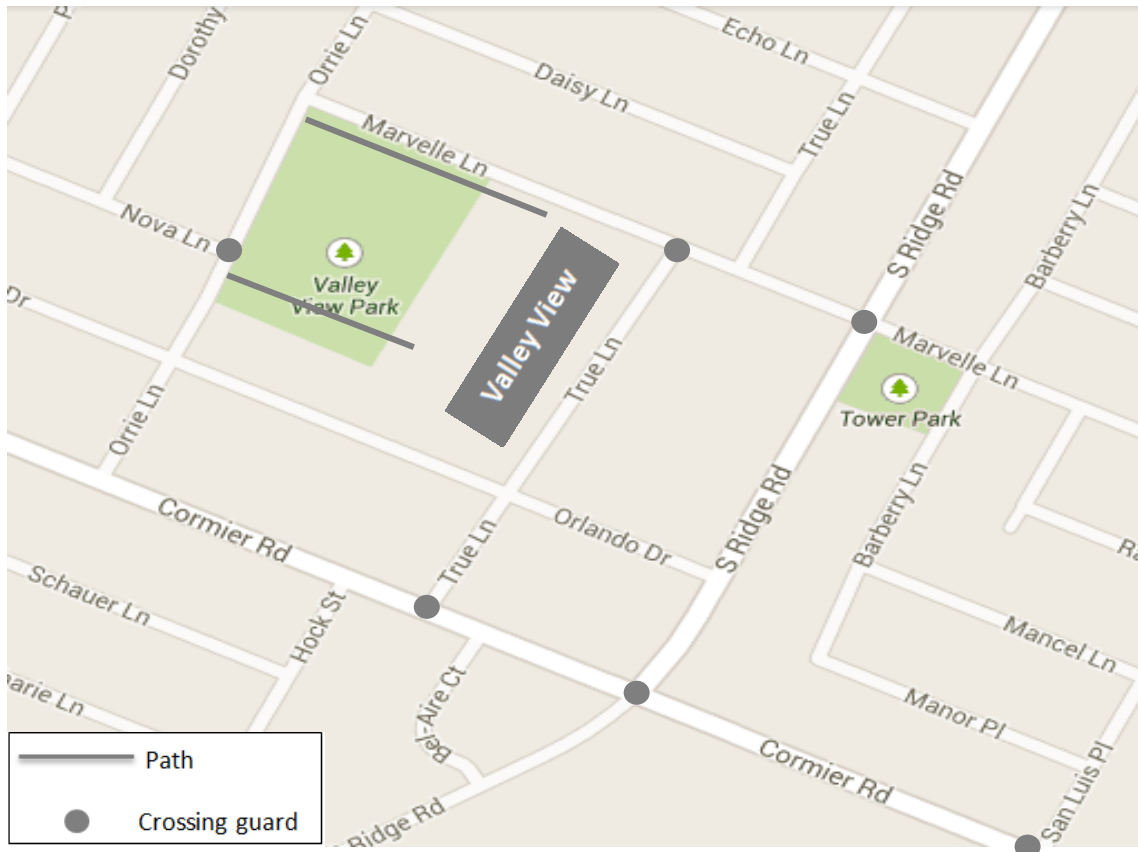 Dorothy
Orrie Ln
Echo Ln
Daisy Ln
True Ln
Marvelle Ln
S Ridge Rd
Barberry Ln
Nova Ln
Valley
View Park
Valley View
Dr
True Ln
Marvelle Ln
Tower Park
Orrie Ln
Cormier Rd
Barberry Ln
S Ridge Rd
Orlando Dr
True Ln
Schauer Ln
Hock St
Mancel Ln
Manor Pl
Bel-Aire Ct
arie Ln
Cormier Rd
San Luis Pl
Ridge Rd
Path
Crossing guard